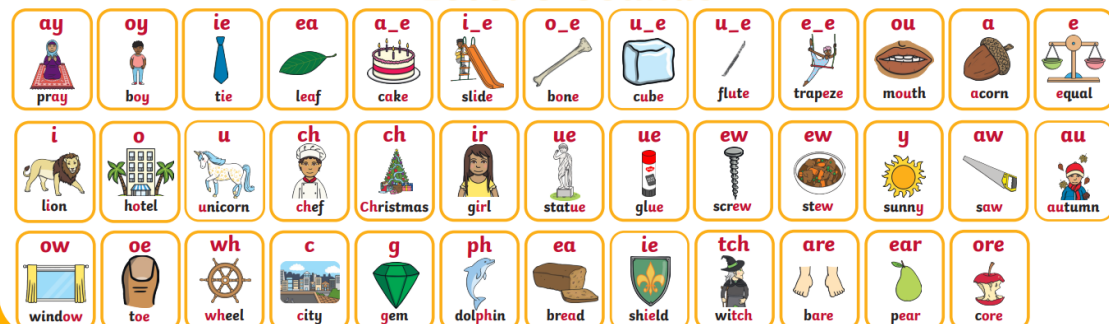 ay oy ie ea a_e i_e o_e u_e u_e e_e ou a e
pray boy tie leaf cake slide bone cube flute trapeze mouth acorn equal
i o u ch ch ir ue ue ew ew y aw au
lion hotel unicorn chef Christmas girl statue glue screw stew sunny saw autumn
ow oe wh c g ph ea ie tch are ear ore
window toe wheel city gem dolphin bread shield witch bare pear core